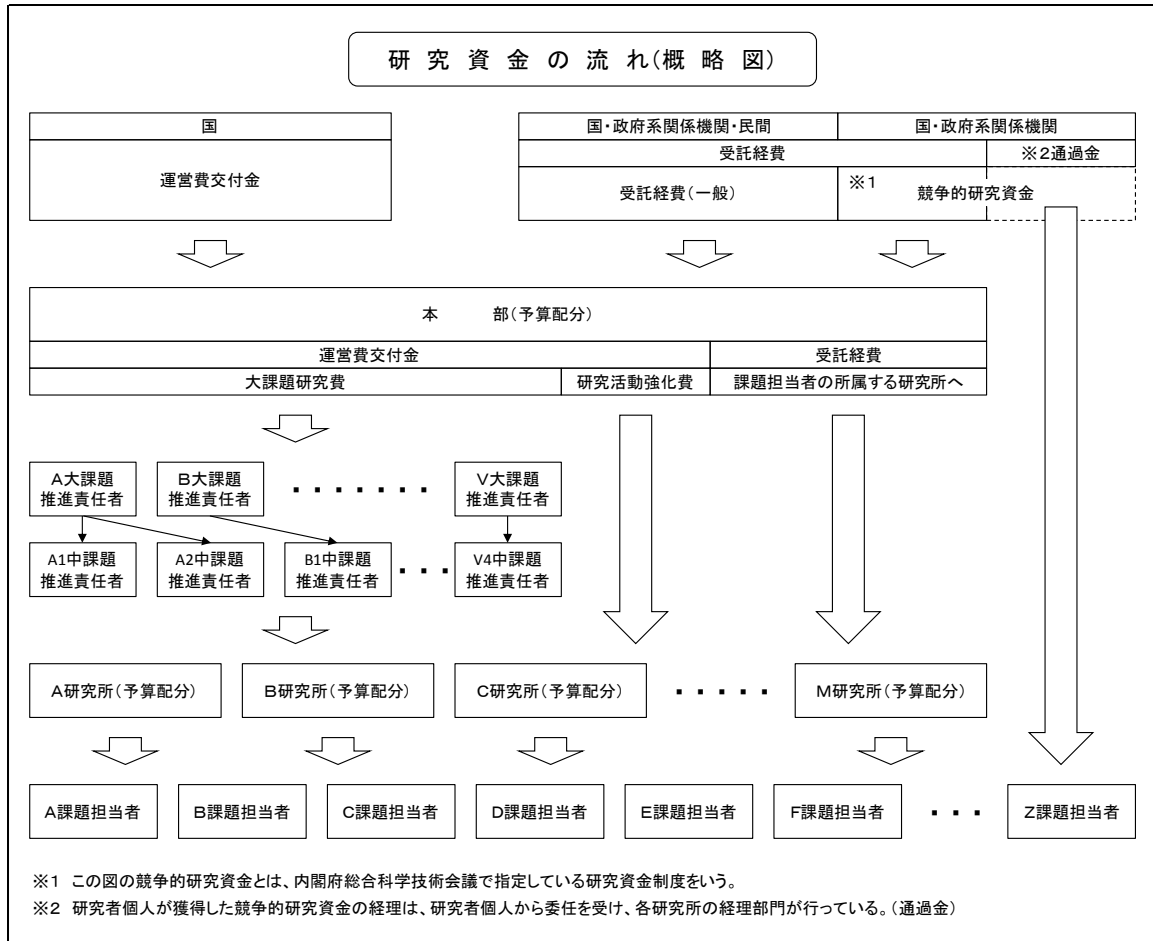 研 究 資 金 の 流 れ(概 略 図)
国
国・政府系関係機関・民間
国・政府系関係機関
受託経費
※2通過金
運営費交付金
受託経費(一般)
※1
競争的研究資金
本 部(予算配分)
運営費交付金
受託経費
大課題研究費
研究活動強化費
課題担当者の所属する研究所へ
A大課題
推進責任者
B大課題
推進責任者
・・・・・・・
V大課題
推進責任者
A1中課題
推進責任者
A2中課題
推進責任者
B1中課題
推進責任者
・・・
V4中課題
推進責任者
A研究所(予算配分)
B研究所(予算配分)
C研究所(予算配分)
・・・・・
M研究所(予算配分)
A課題担当者
B課題担当者
C課題担当者
D課題担当者
E課題担当者
F課題担当者
・・・
Z課題担当者
※1 この図の競争的研究資金とは、内閣府総合科学技術会議で指定している研究資金制度をいう。
※2 研究者個人が獲得した競争的研究資金の経理は、研究者個人から委任を受け、各研究所の経理部門が行っている。(通過金)